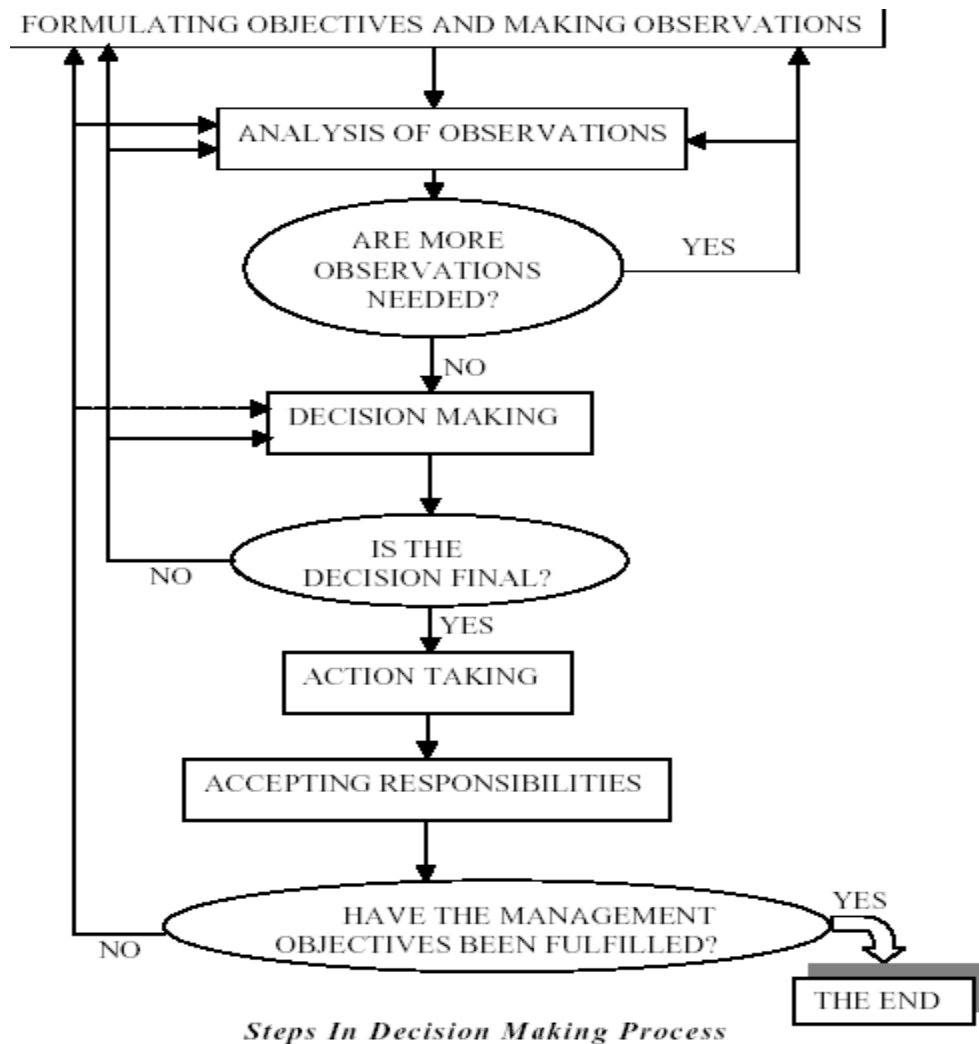 FORMULATING OBJECTIVES AND MAKING OBSERVATIONS
ANALYSIS OF OBSERVATIONS
ARE MORE
OBSERVATIONS
NEEDED?
YES
NO
DECISION MAKING
IS THE
DECISION FINAL?
NO
YES
ACTION TAKING
ACCEPTING RESPONSIBILITIES
HAVE THE MANAGEMENT
OBJECTIVES BEEN FULFILLED?
YES
NO
THE END
Steps In Decision Making Process